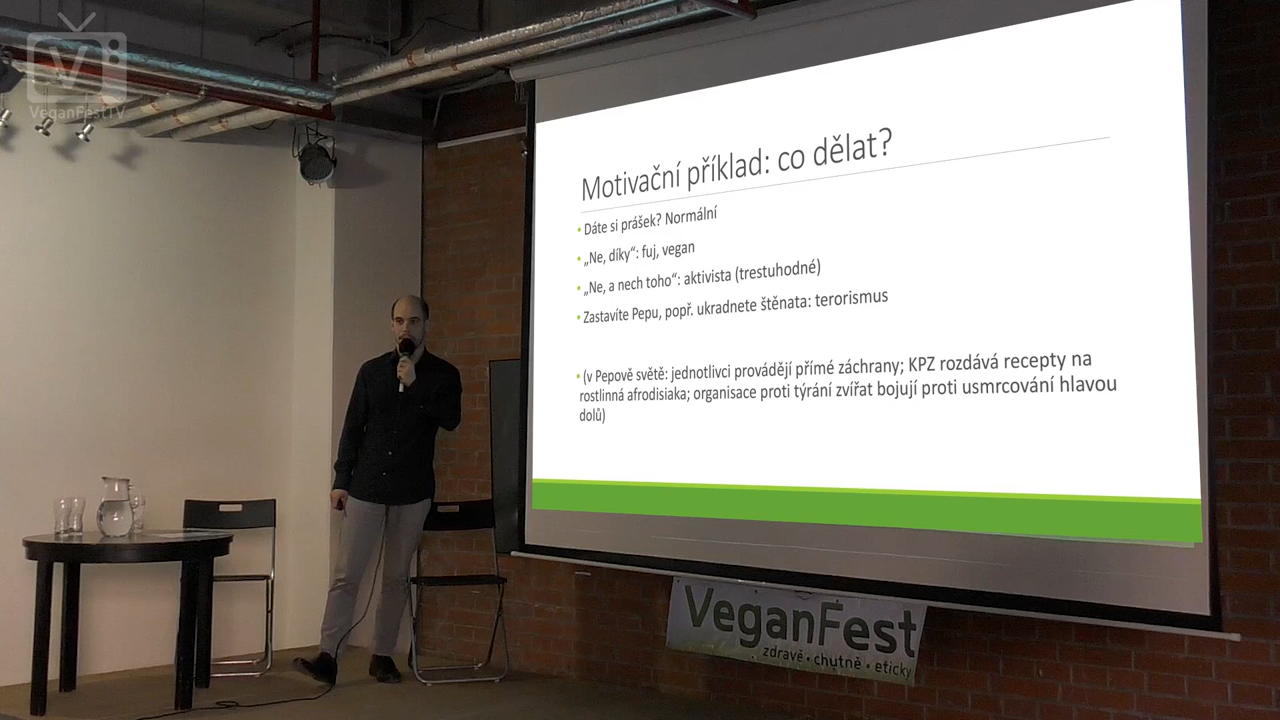 V
VeganFestTV
Motivační příklad: co dělat?
• Dáte si prášek? Normální
• „Ne, díky“: fuj, vegan
• „Ne, a nech toho“: aktivista (trestuhodné)
• Zastavíte Pepu, popř. ukradnete štěnata: terorismus
• (v Pepově světě: jednotlivci provádějí přímé záchrany; KPZ rozdává recepty na
rostlinná afrodisiaka; organisace proti týrání zvířat bojují proti usmrcování hlavou
dolů)
VeganFest
zdravě • chutně • eticky